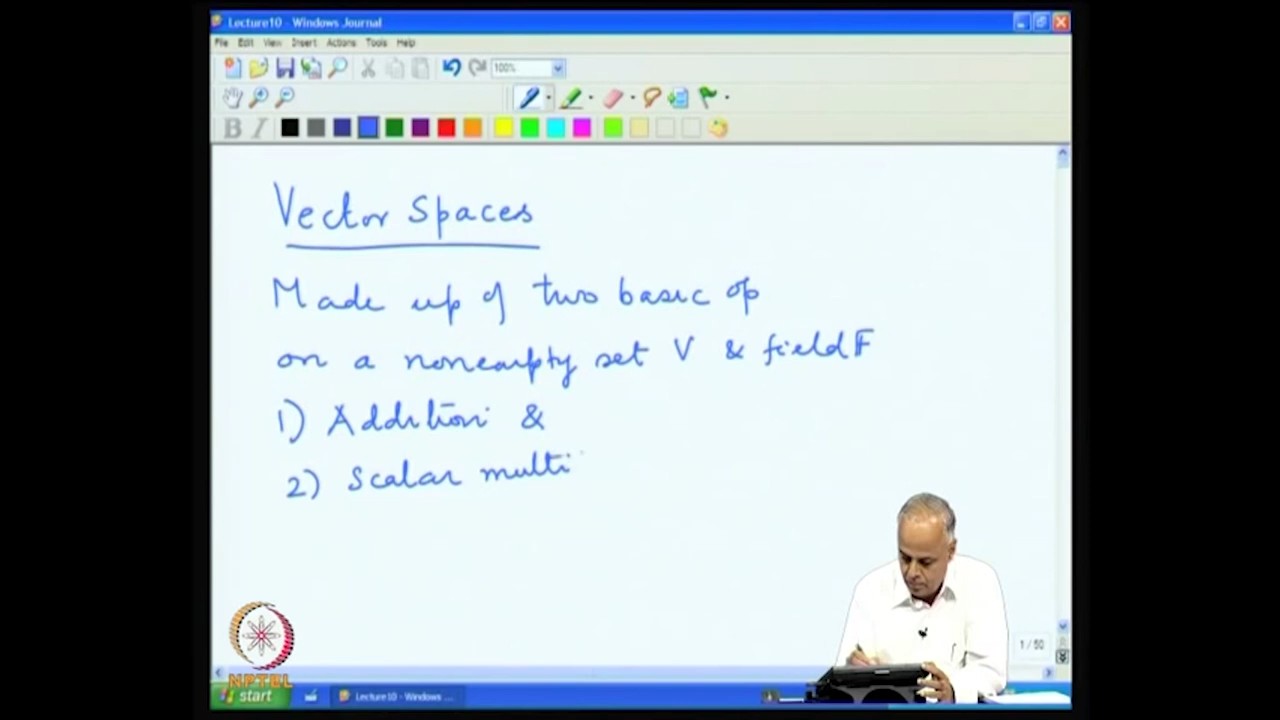 Lecture10 - Windows Journal
File Edit View Insert Actions Tools Help
100%
B I
Vector Spaces
Made up of two basic op
on a nonempty set V & field F
1) Addition &
2) Scalar multi
1 / 50
NPTEL
start Lecture10 - Windows ...